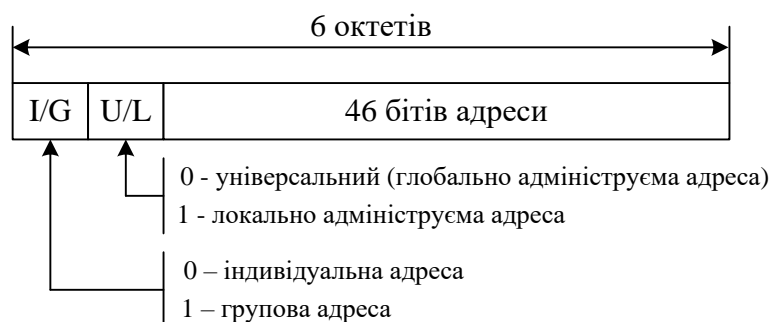 6 октетів
I/G U/L 46 бітів адреси
0 - універсальний (глобально адмініструєма адреса)
1 - локально адмініструєма адреса
0 – індивідуальна адреса
1 – групова адреса